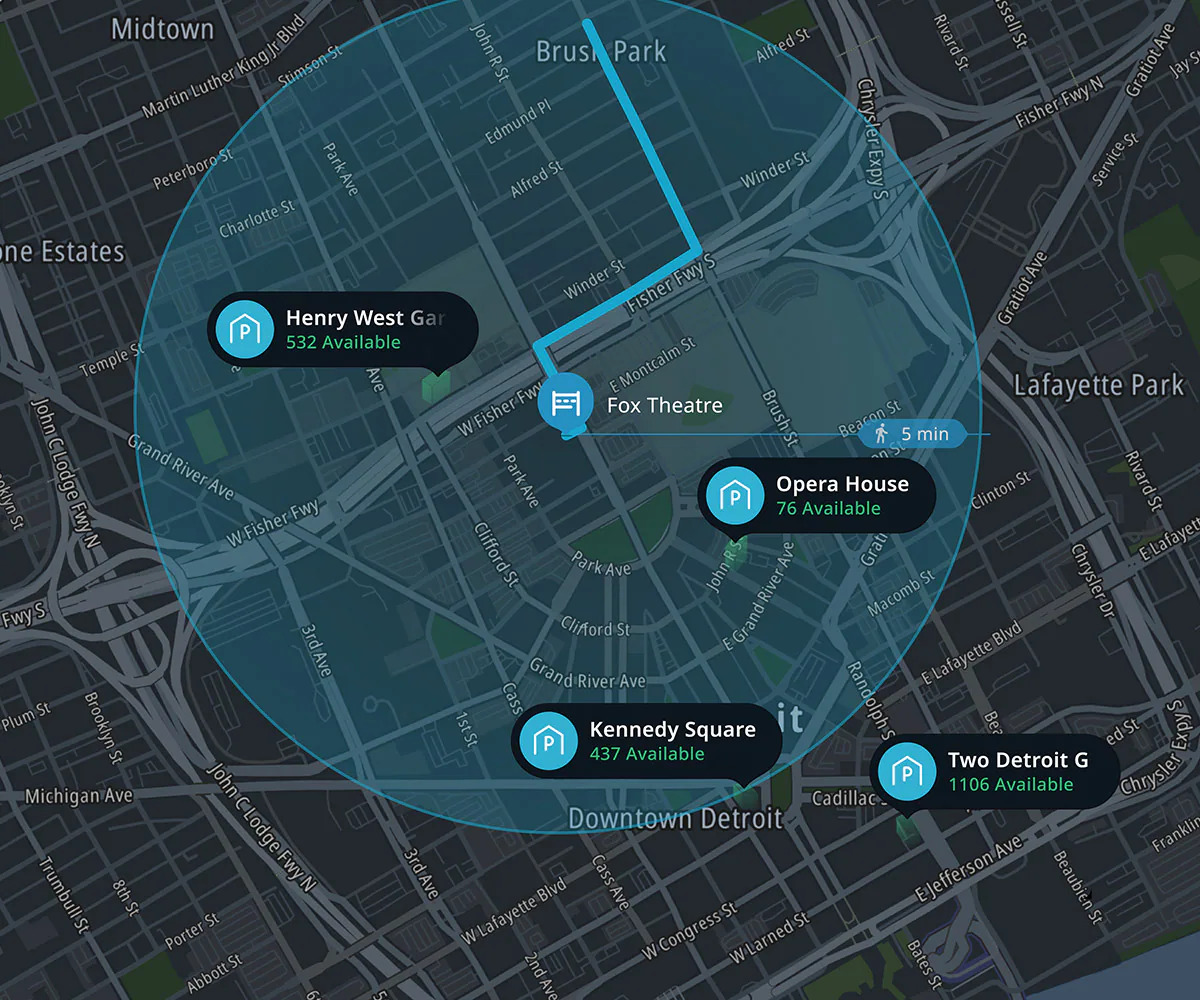 Midtown
Martin Luther King Jr Blvd
Stimson St
John R St
Brush Park
Alfred St
Rivard St
Gratiot Ave
Jay St
Fisher Fwy N
Chrysler Expy S
Edmund Pl
Park Ave
Peterboro St
Alfred St
Winder St
Service St
Charlotte St
Estates
Winder St
Fisher Fwy S
Gratiot Ave
Henry West Gar
532 Available
Temple St
Ave
E Montcalm St
W Fisher Fwy
Fox Theatre
Lafayette Park
Brush St
Beacon St
5 min
John C Lodge Fwy N
Grand River Ave
Park Ave
Opera House
76 Available
Clinton St
Rivard St
W Fisher Fwy
Clifford St
Park Ave
John R S
E Grand River Ave
Macomb St
Chrysler Dr
E Lafayette
Fwy S
3rd Ave
Clifford St
E Lafayette Blvd
Grand River Ave
Randolph S
Cass
1st St
Plum St
Brooklyn St
Kennedy Square
437 Available
it
Two Detroit G
1106 Available
Chrysler Expy S
Michigan Ave
John C Lodge Fwy N
Downtown Detroit
Cadillac
Franklin
Trumbull St
8th St
3rd Ave
Cass Ave
E Jefferson Ave
Beaubien St
Porter St
W Lafayette Blvd
W Congress St
W Larned St
Abbott St
2nd Ave
Bates St